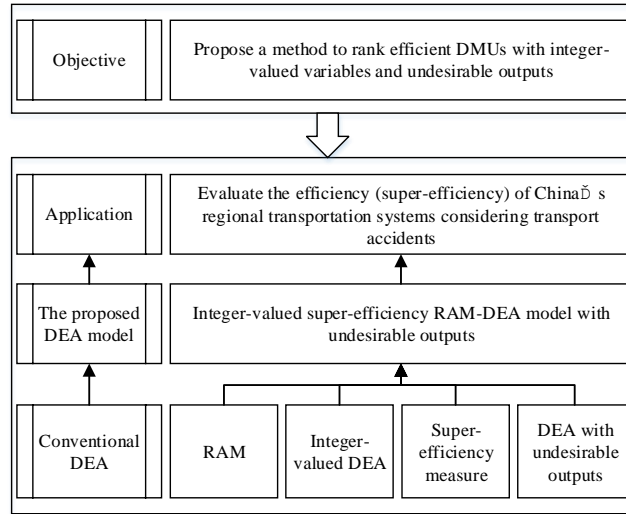 Objective
Propose a method to rank efficient DMUs with integer-
valued variables and undesirable outputs
Application
Evaluate the efficiency (super-efficiency) of ChinaĎ s
regional transportation systems considering transport
accidents
The proposed
DEA model
Integer-valued super-efficiency RAM-DEA model with
undesirable outputs
Conventional
DEA
RAM
Integer-
valued DEA
Super-
efficiency
measure
DEA with
undesirable
outputs